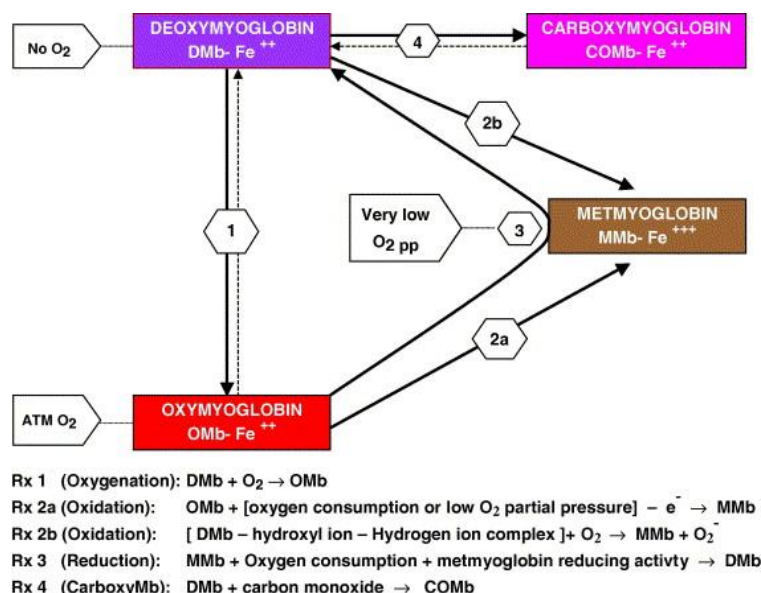 No O₂
DEOXYMYOGLOBIN
DMb- Fe ⁺⁺
4
CARBOXYMYOGLOBIN
COMb- Fe ⁺⁺
2b
1
Very low
O₂ pp
3
METMYOGLOBIN
MMb- Fe ⁺⁺⁺
2a
ATM O₂
OXYMYOGLOBIN
OMb- Fe ⁺⁺
Rx 1 (Oxygenation): DMb + O₂ → OMb
Rx 2a (Oxidation): OMb + [oxygen consumption or low O₂ partial pressure] – e⁻ → MMb
Rx 2b (Oxidation): [ DMb – hydroxyl ion – Hydrogen ion complex ]+ O₂ → MMb + O₂⁻
Rx 3 (Reduction): MMb + Oxygen consumption + metmyoglobin reducing activty → DMb
Rx 4 (CarboxyMb): DMb + carbon monoxide → COMb